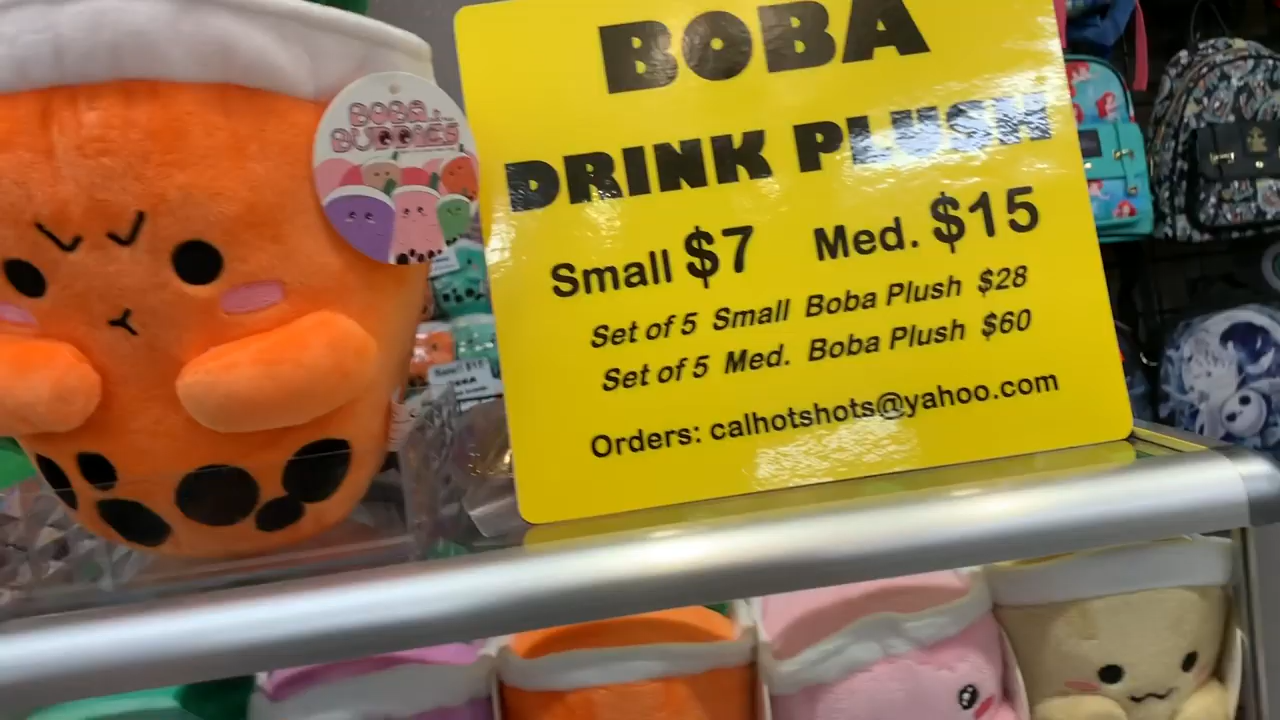 BOBA
DRINK PLUSH
Small $7 Med. $15
Set of 5 Small Boba Plush $28
Set of 5 Med. Boba Plush $60
Orders: calhotshots@yahoo.com
BOBA
BUDDIES